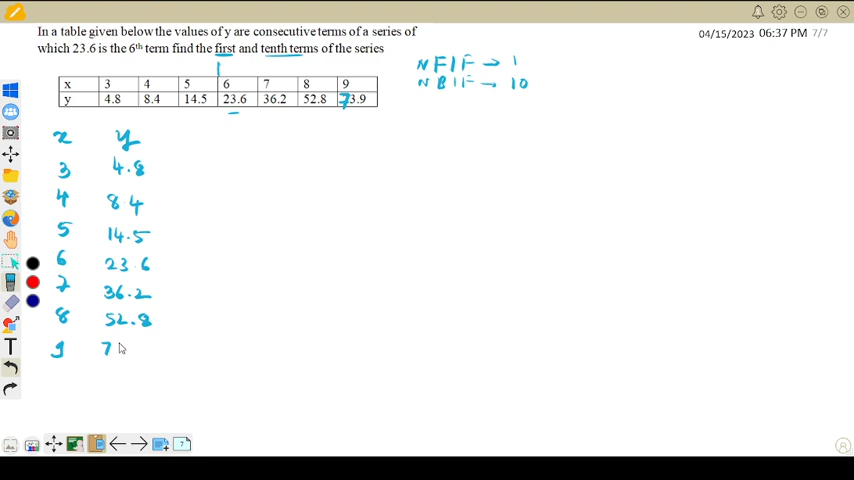 In a table given below the values of y are consecutive terms of a series of
which 23.6 is the 6th term find the first and tenth terms of the series
04/15/2023 06:37 PM 7/7
NFIF → 1
NBIF → 10
x 3 4 5 6 7 8 9
y 4.8 8.4 14.5 23.6 36.2 52.8 73.9
x y
3 4.8
4 8.4
5 14.5
6 23.6
7 36.2
8 52.8
9 7
T
7